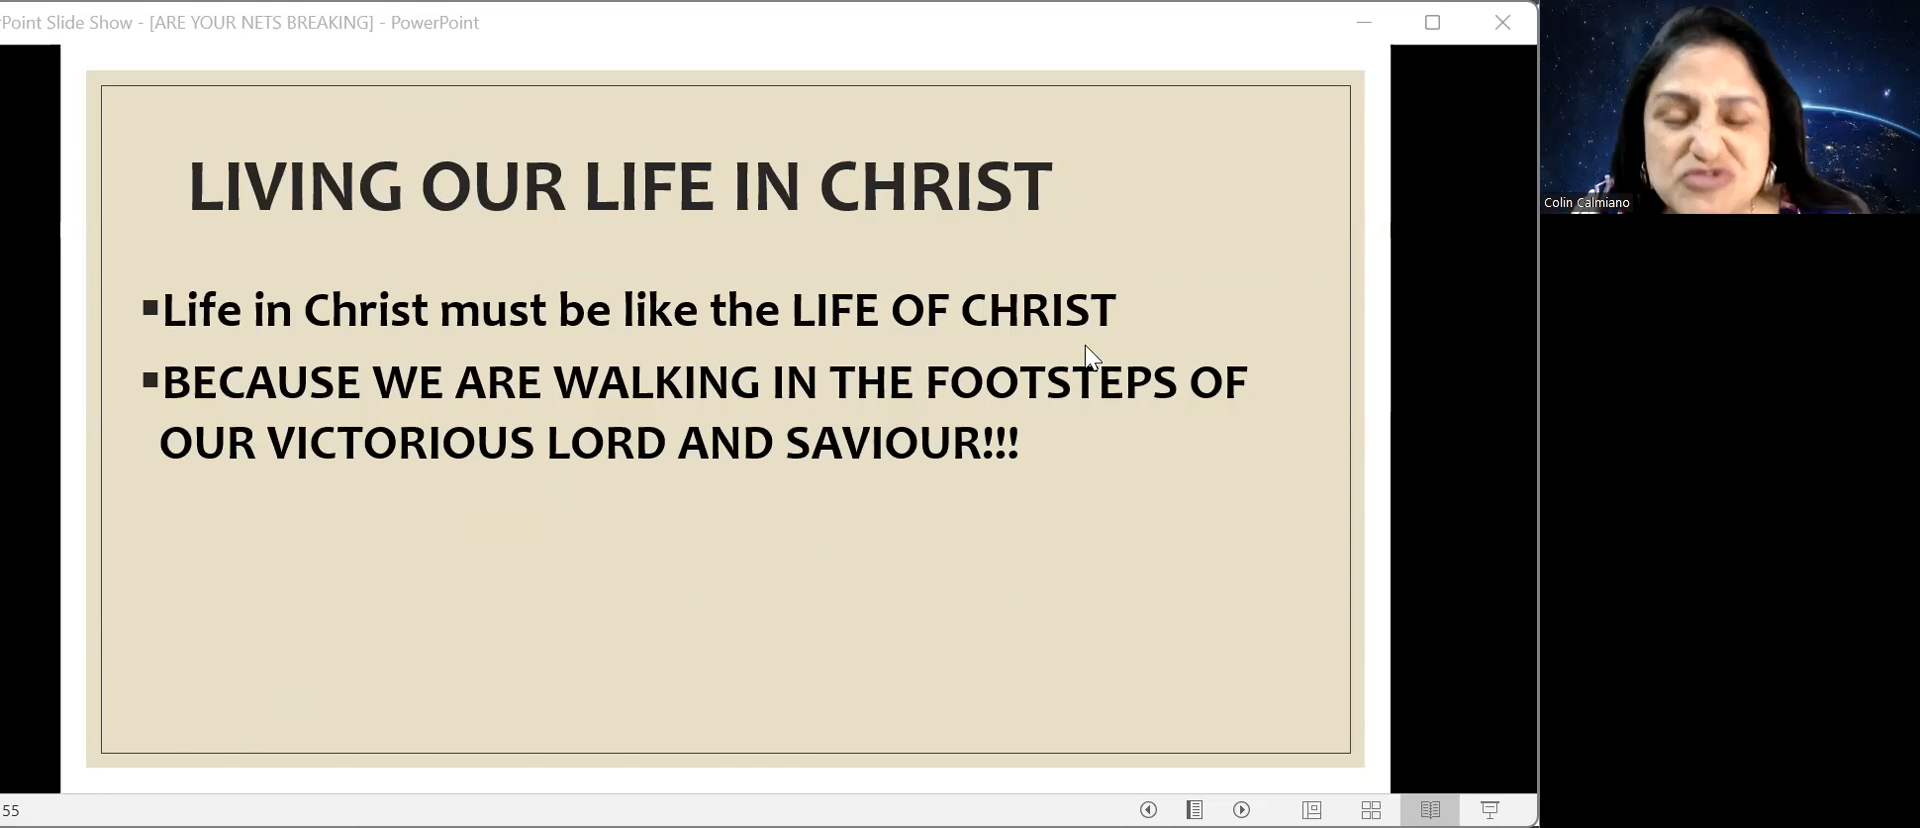 Point Slide Show - [ARE YOUR NETS BREAKING] - PowerPoint
LIVING OUR LIFE IN CHRIST
▪Life in Christ must be like the LIFE OF CHRIST
▪BECAUSE WE ARE WALKING IN THE FOOTSTEPS OF
OUR VICTORIOUS LORD AND SAVIOUR!!!
Colin Calmiano
55